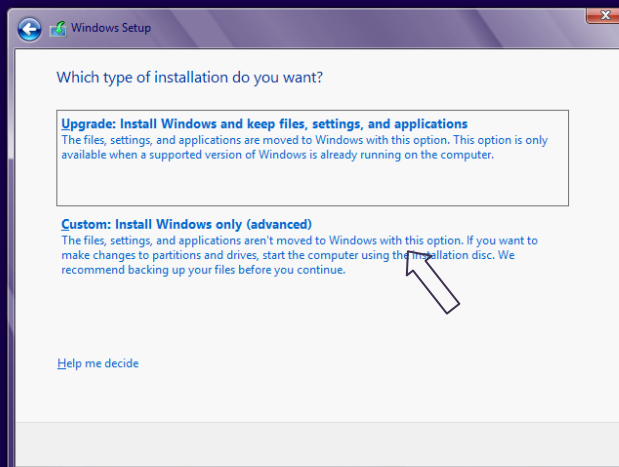 Windows Setup
Which type of installation do you want?
Upgrade: Install Windows and keep files, settings, and applications
The files, settings, and applications are moved to Windows with this option. This option is only
available when a supported version of Windows is already running on the computer.
Custom: Install Windows only (advanced)
The files, settings, and applications aren't moved to Windows with this option. If you want to
make changes to partitions and drives, start the computer using the installation disc. We
recommend backing up your files before you continue.
Help me decide